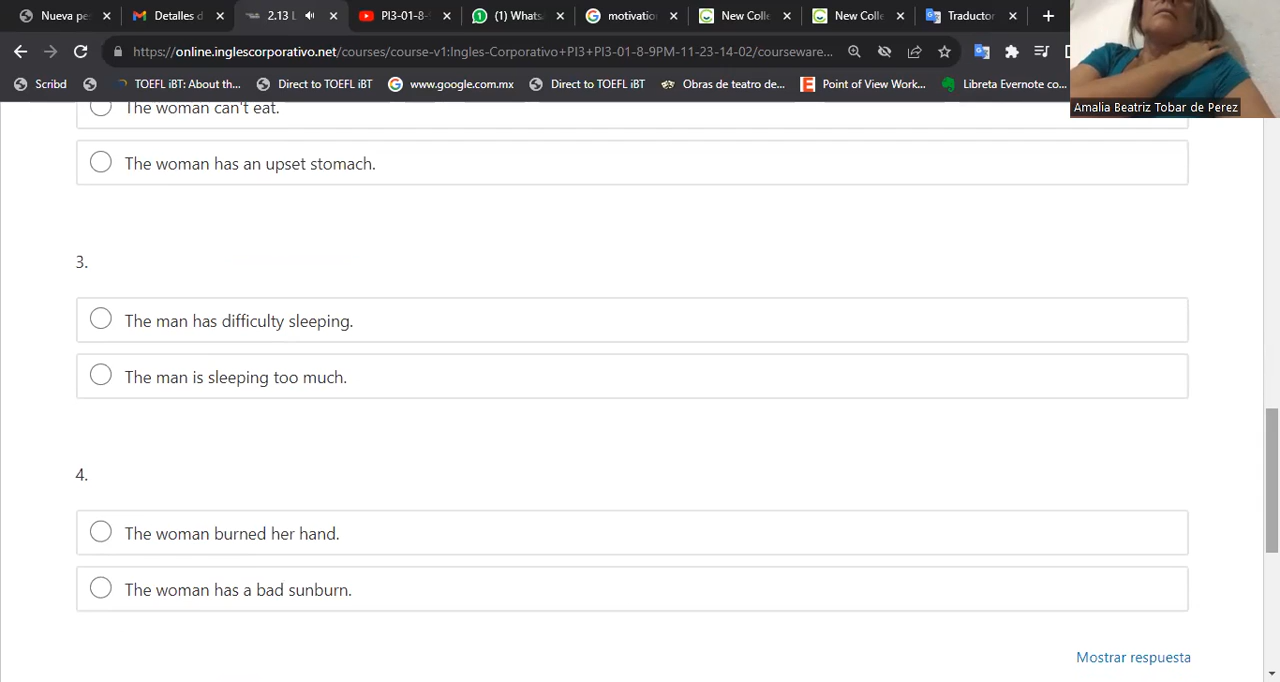 Nueva pe
Detalles d
2.13 L
PI3-01-8-
(1) Whats
motivatio
New Colle
New Colle
Traductor
https://online.inglescorporativo.net/courses/course-v1:Ingles-Corporativo+PI3+PI3-01-8-9PM-11-23-14-02/courseware...
Scribd
TOEFL iBT: About th...
Direct to TOEFL iBT
www.google.com.mx
Direct to TOEFL iBT
Obras de teatro de...
Point of View Work...
Libreta Evernote co...
Amalia Beatriz Tobar de Perez
The woman can't eat.
The woman has an upset stomach.
3.
The man has difficulty sleeping.
The man is sleeping too much.
4.
The woman burned her hand.
The woman has a bad sunburn.
Mostrar respuesta